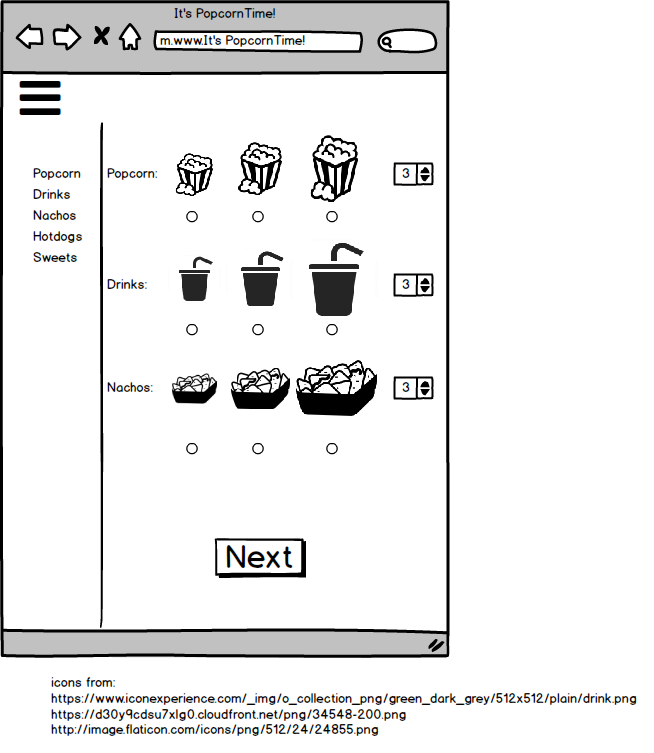 It's PopcornTime!
m.www.It's PopcornTime!
Popcorn
Drinks
Nachos
Hotdogs
Sweets
Popcorn:
3
Drinks:
3
Nachos:
3
Next
icons from:
https://www.iconexperience.com/_img/o_collection_png/green_dark_grey/512x512/plain/drink.png
https://d30y9cdsu7xlg0.cloudfront.net/png/34548-200.png
http://image.flaticon.com/icons/png/512/24/24855.png